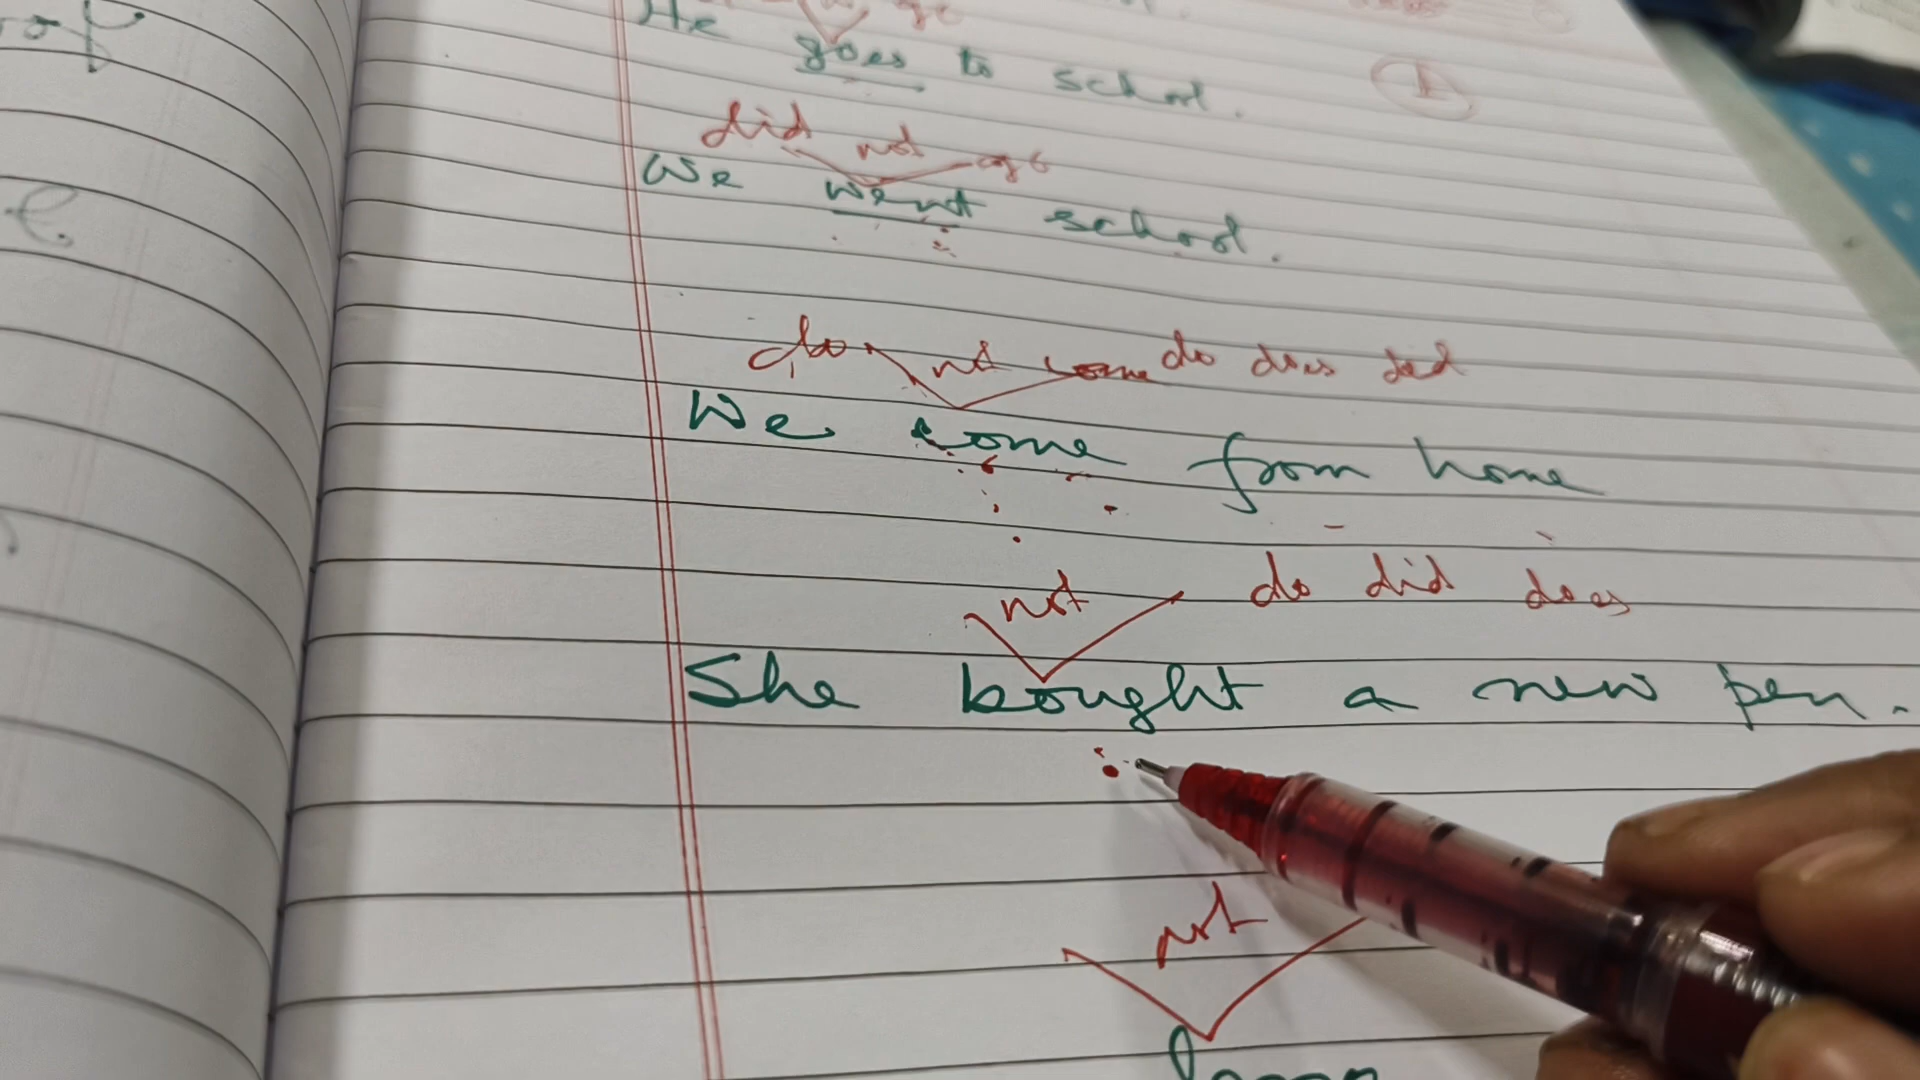 He goes to school.
did not go
We went school.
do not come do does did
We come from home
not do did does
She bought a new pen.
not